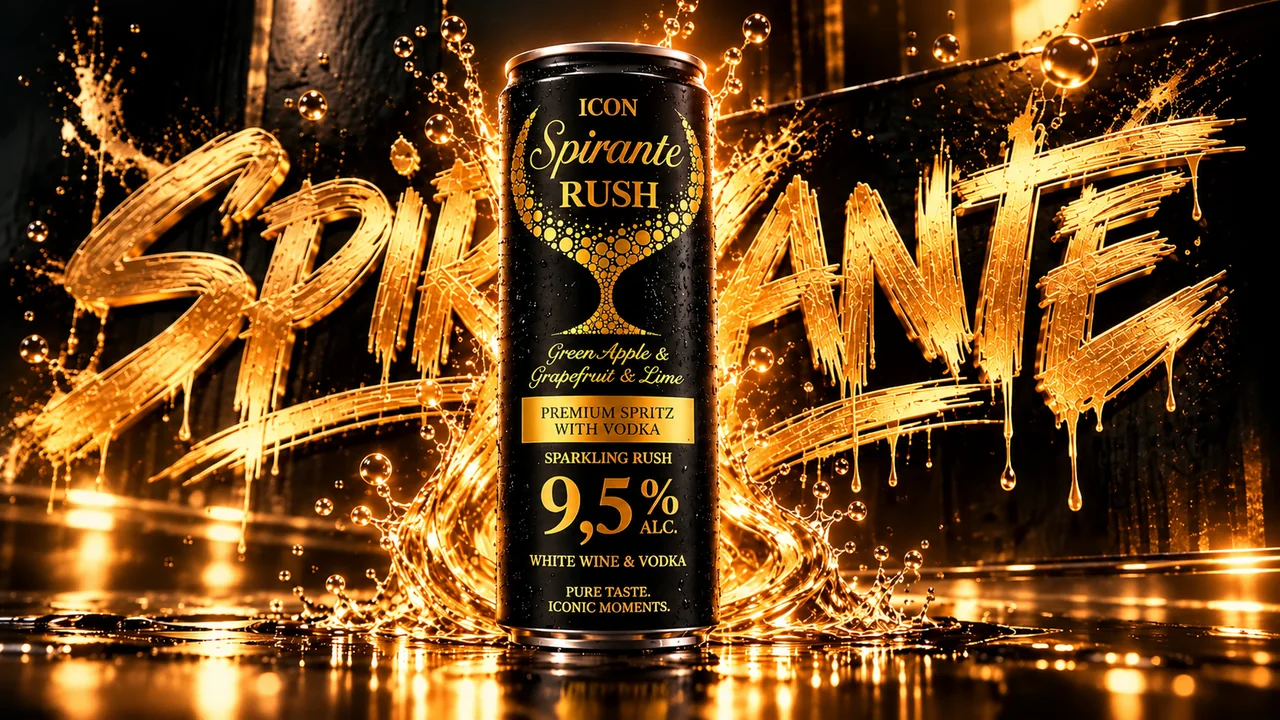 SPIRANTE
ICON
Spirante
RUSH
Green Apple &
Grapefruit & Lime
PREMIUM SPRITZ
WITH VODKA
SPARKLING RUSH
9,5%
ALC.
WHITE WINE & VODKA
PURE TASTE.
ICONIC MOMENTS.